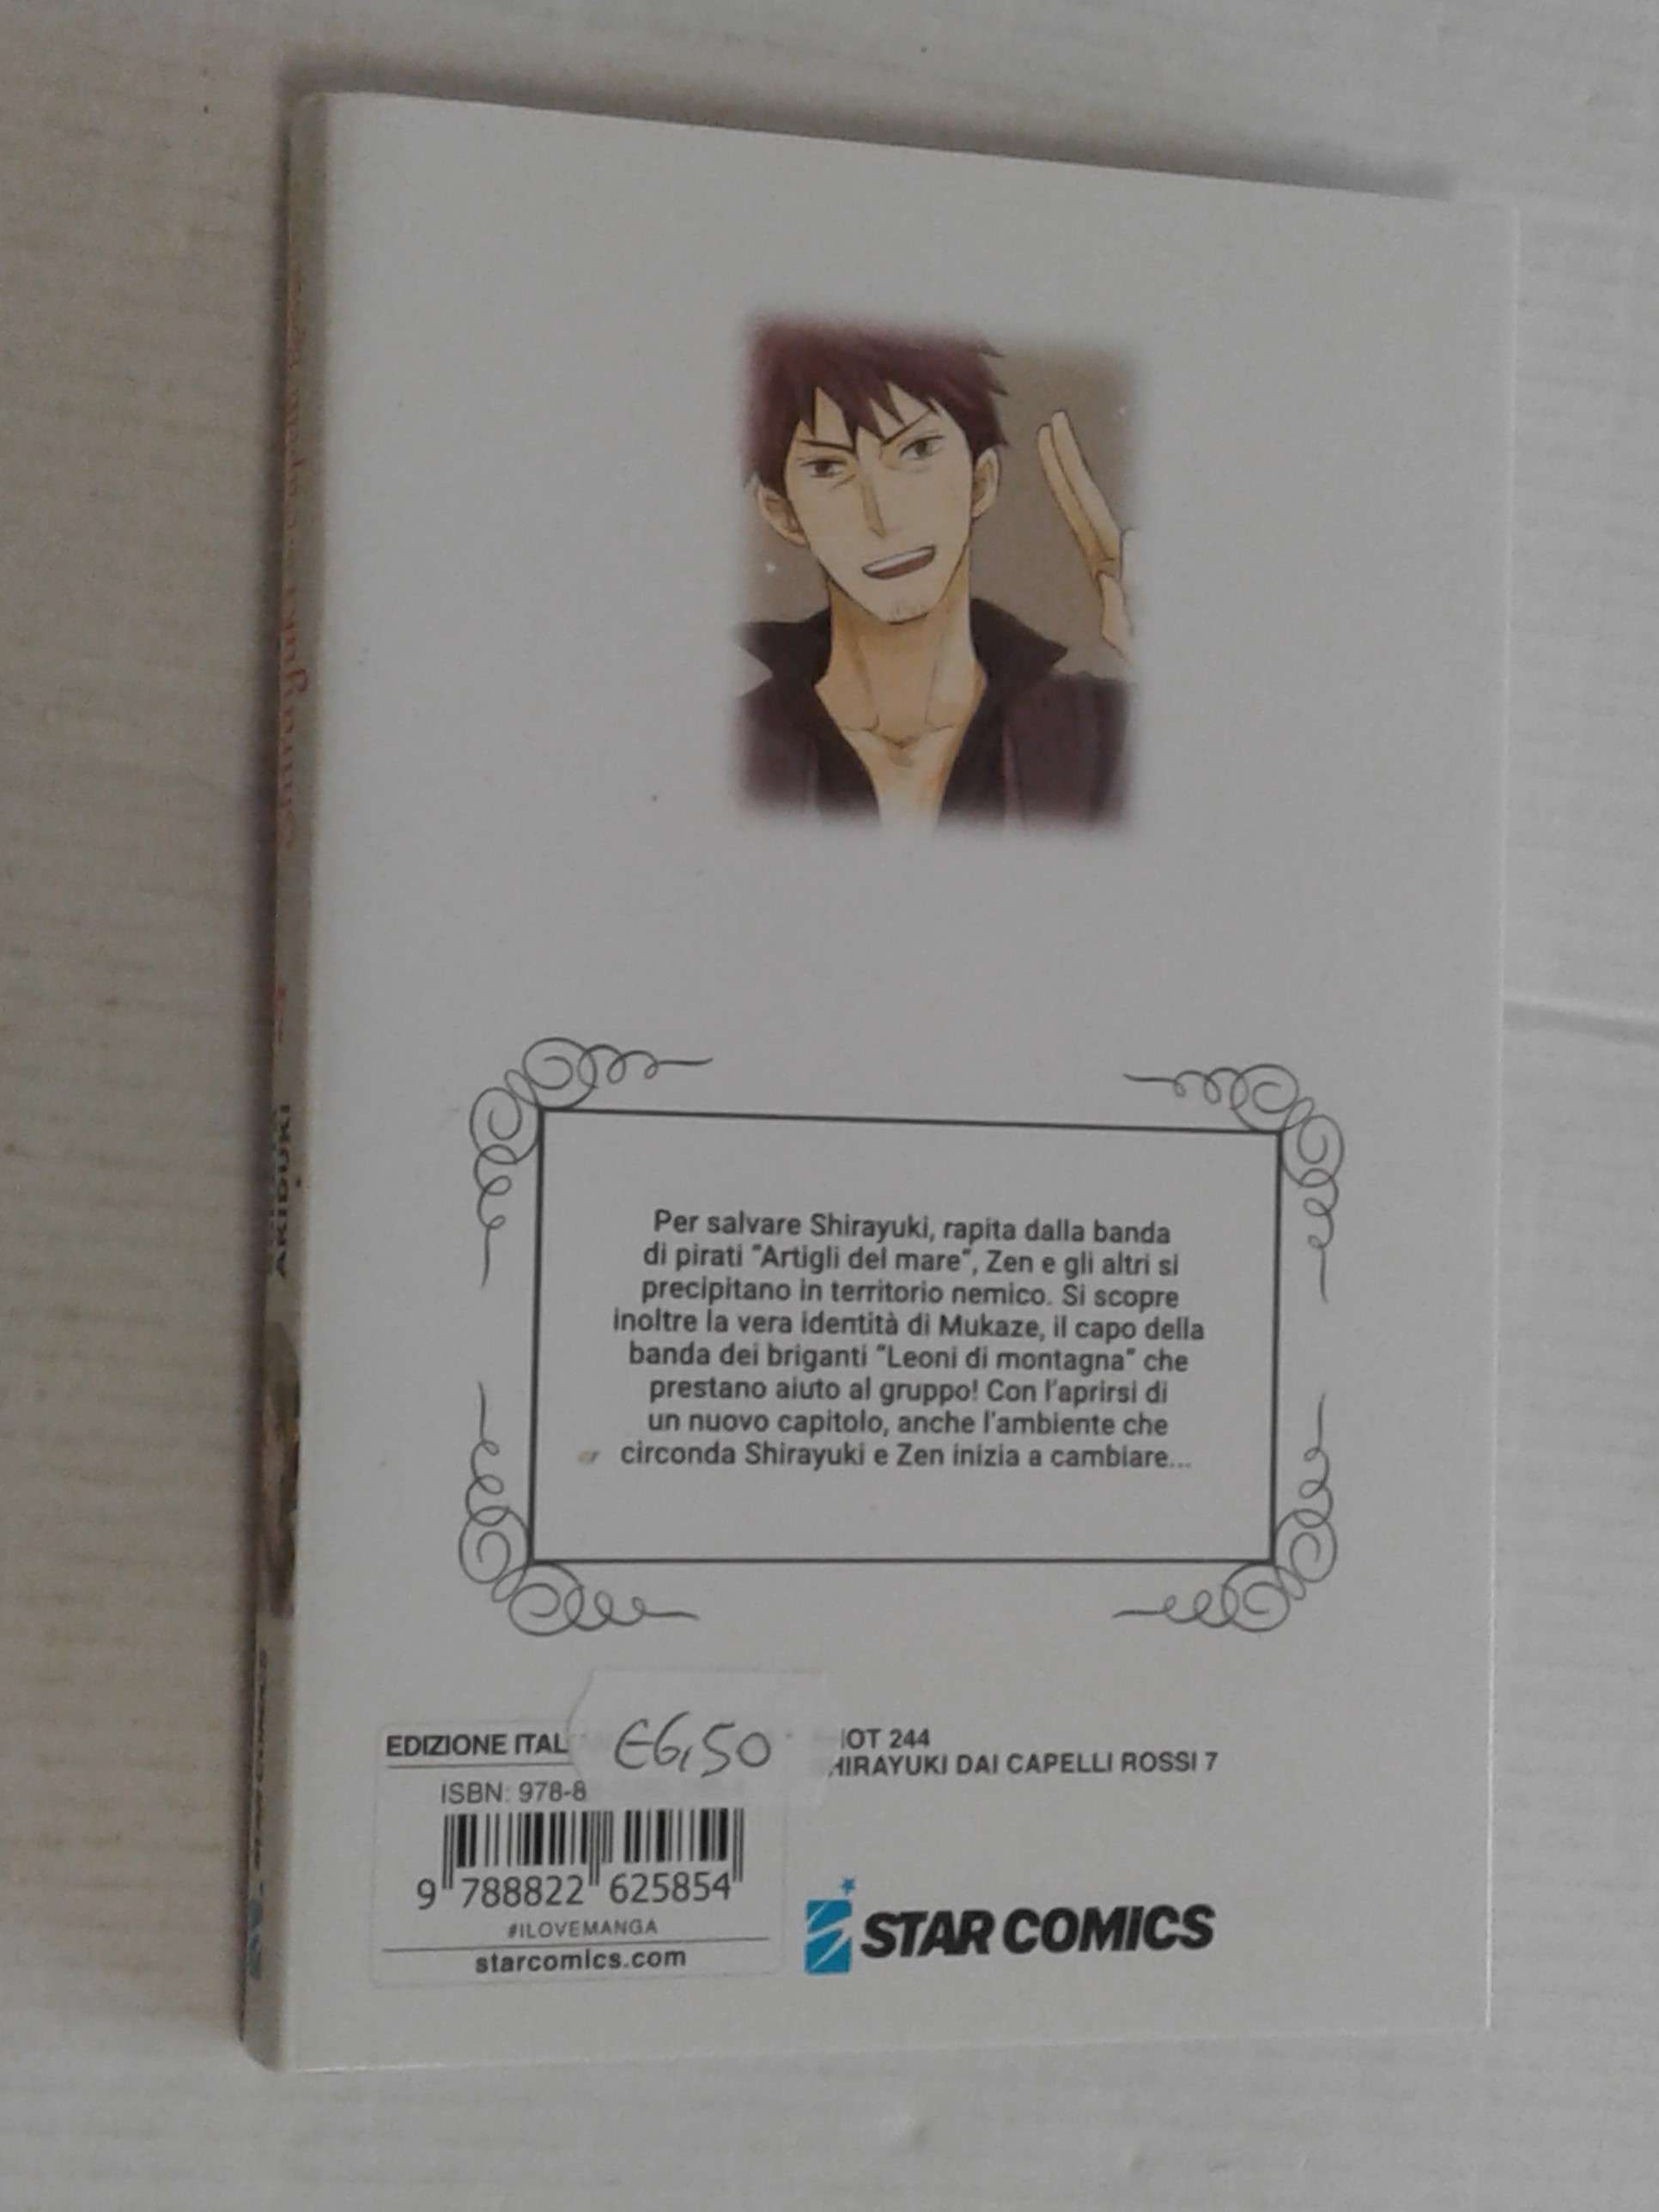 AKIDUKI
Per salvare Shirayuki, rapita dalla banda
di pirati "Artigli del mare", Zen e gli altri si
precipitano in territorio nemico. Si scopre
inoltre la vera identità di Mukaze, il capo della
banda dei briganti "Leoni di montagna" che
prestano aiuto al gruppo! Con l'aprirsi di
un nuovo capitolo, anche l'ambiente che
circonda Shirayuki e Zen inizia a cambiare...
EDIZIONE ITAL
€6,50
OT 244
HIRAYUKI DAI CAPELLI ROSSI 7
ISBN: 978-8
9 788822 625854
#ILOVEMANGA
starcomics.com
STAR COMICS